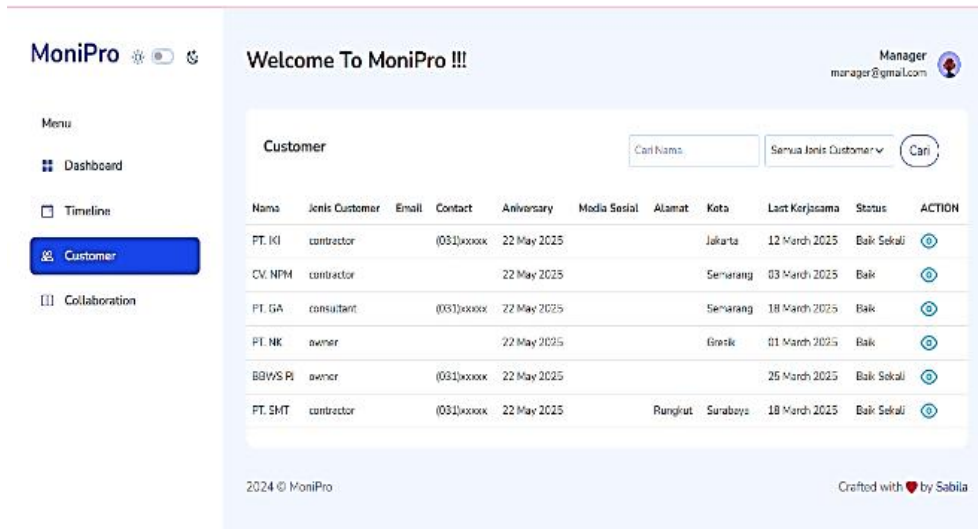 MoniPro
Welcome To MoniPro !!!
Manager
manager@gmail.com
Menu
Dashboard
Timeline
Customer
Collaboration
Customer
Cari Nama
Semua Jenis Customer
Cari
Nama Jenis Customer Email Contact Aniversary Media Sosial Alamat Kota Last Kerjasama Status ACTION
PT. IKI contractor (031)xxxxx 22 May 2025 Jakarta 12 March 2025 Baik Sekali
CV. NPM contractor 22 May 2025 Semarang 03 March 2025 Baik
PT. GA consultant (031)xxxxx 22 May 2025 Semarang 18 March 2025 Baik
PT. NK owner 22 May 2025 Gresik 01 March 2025 Baik
BBWS owner (031)xxxxx 22 May 2025 25 March 2025 Baik Sekali
PT. SMT contractor (031)xxxxx 22 May 2025 Rungkut Surabaya 18 March 2025 Baik Sekali
2024 © MoniPro
Crafted with by Sabila